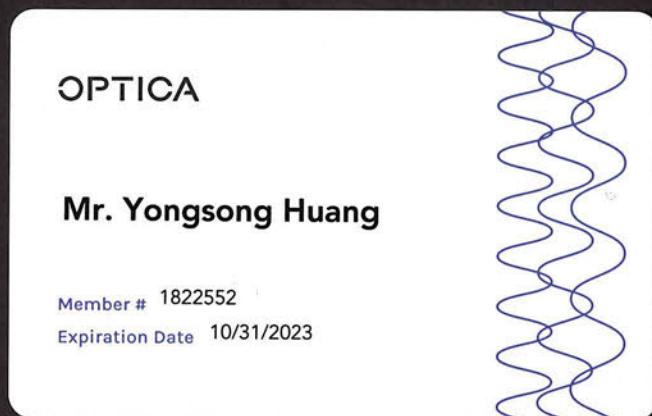 OPTICA
Mr. Yongsong Huang
Member # 1822552
Expiration Date 10/31/2023